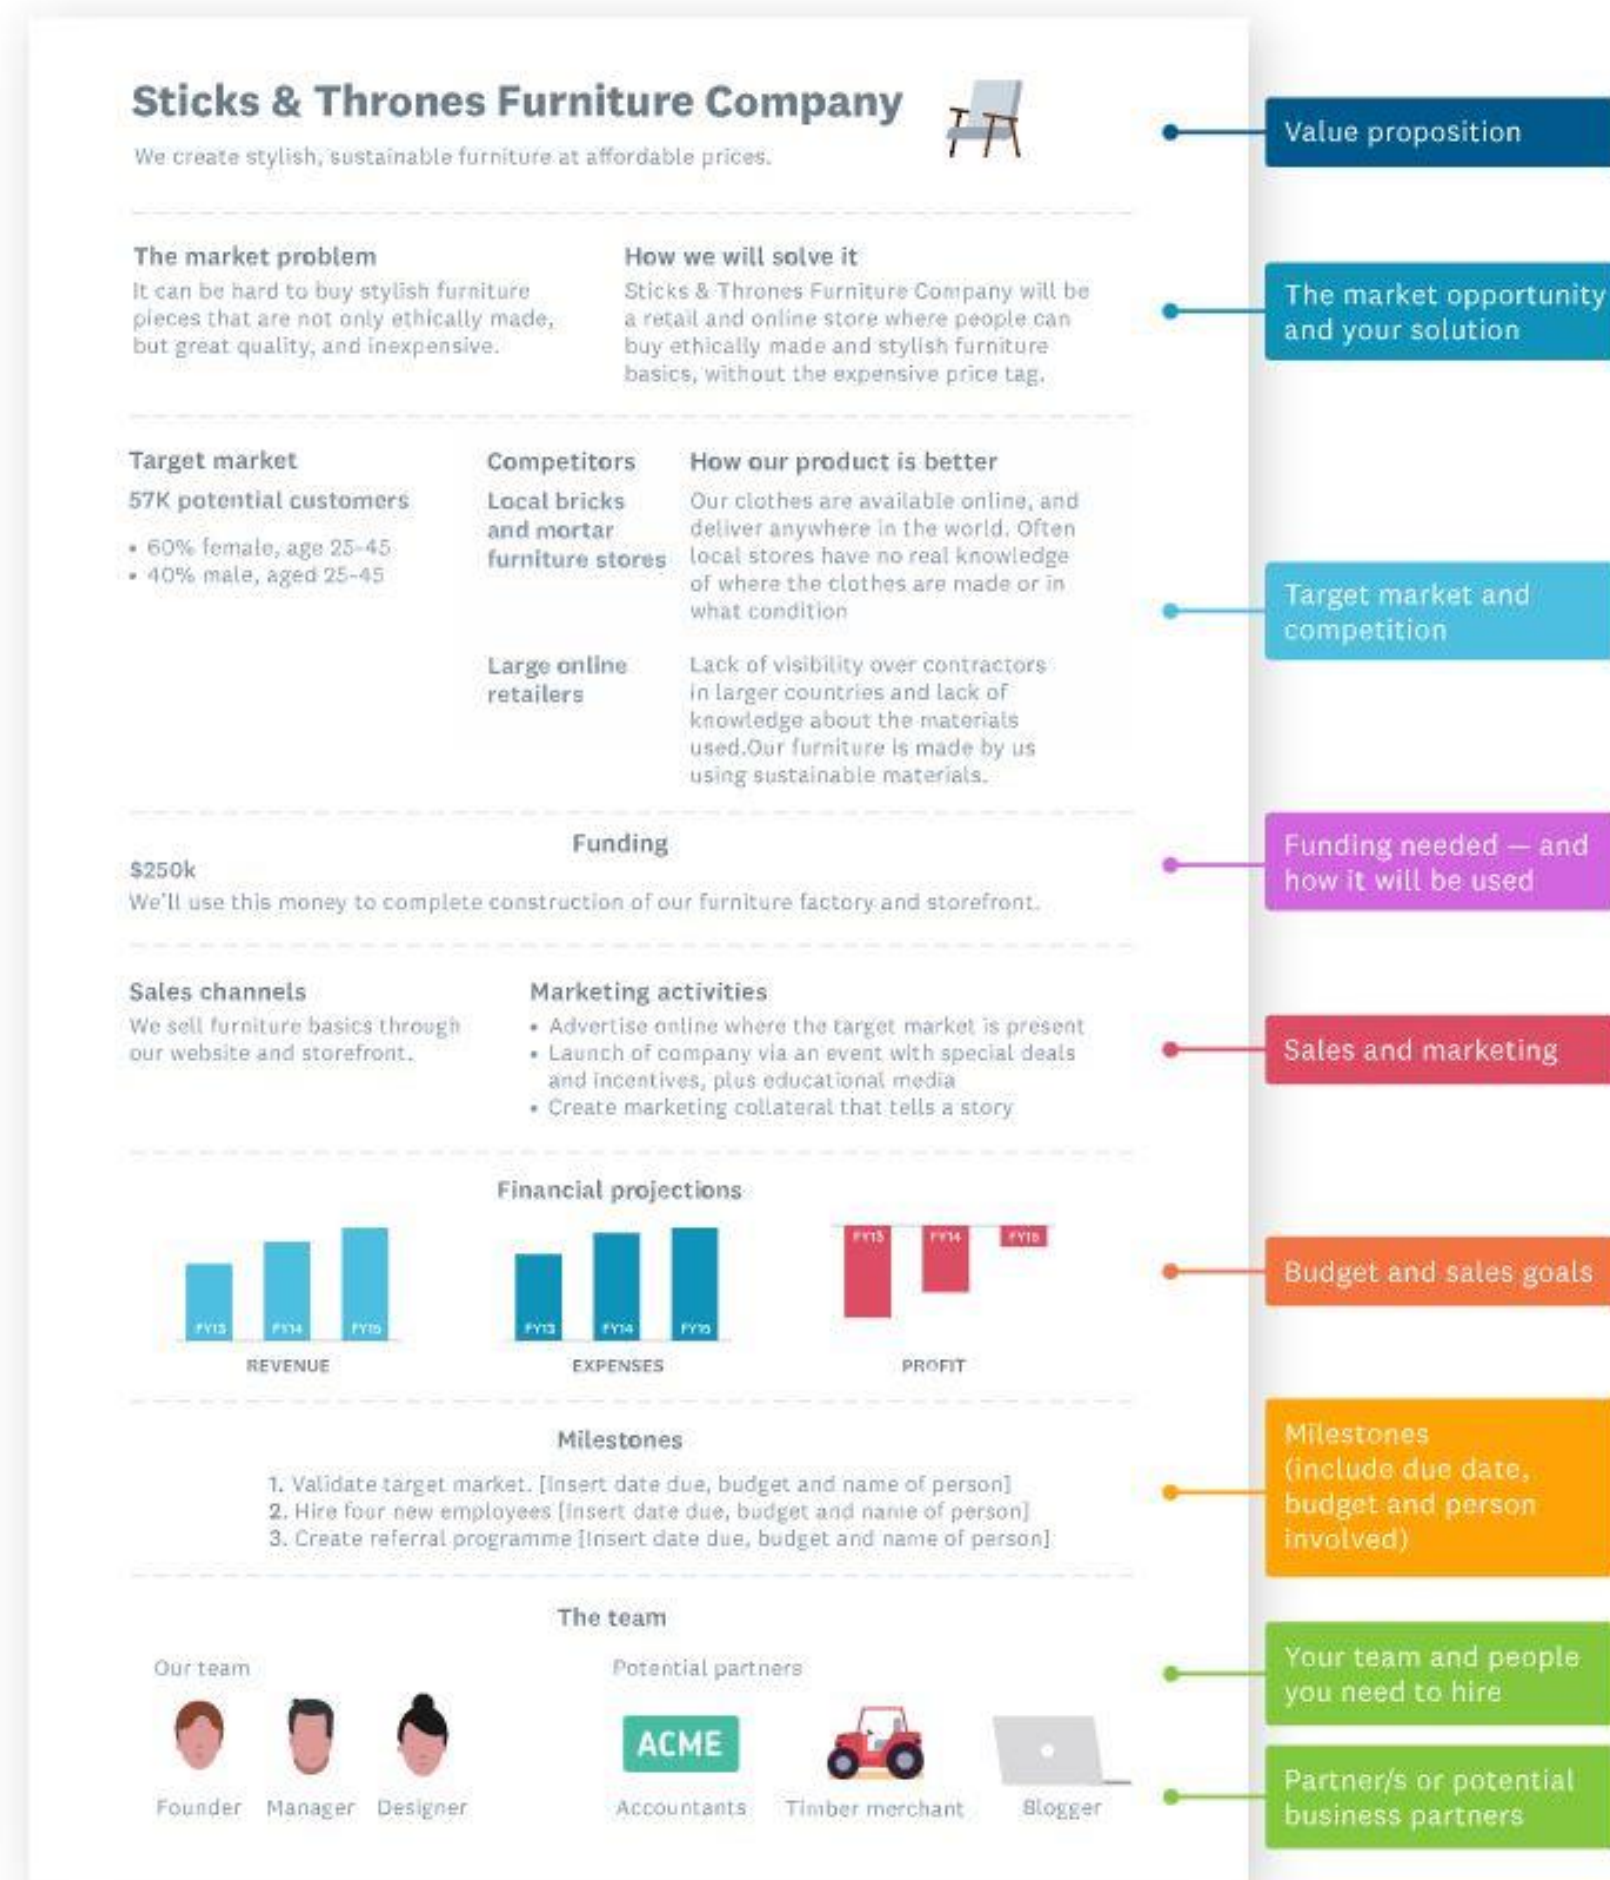 Sticks & Thrones Furniture Company
We create stylish, sustainable furniture at affordable prices.
Value proposition
The market problem
It can be hard to buy stylish furniture
pieces that are not only ethically made,
but great quality, and inexpensive.
How we will solve it
Sticks & Thrones Furniture Company will be
a retail and online store where people can
buy ethically made and stylish furniture
basics, without the expensive price tag.
The market opportunity
and your solution
Target market
57K potential customers
• 60% female, age 25-45
• 40% male, aged 25-45
Competitors
Local bricks
and mortar
furniture stores
How our product is better
Our clothes are available online, and
deliver anywhere in the world. Often
local stores have no real knowledge
of where the clothes are made or in
what condition
Large online
retailers
Lack of visibility over contractors
in larger countries and lack of
knowledge about the materials
used.Our furniture is made by us
using sustainable materials.
Target market and
competition
Funding
$250k
We'll use this money to complete construction of our furniture factory and storefront.
Funding needed — and
how it will be used
Sales channels
We sell furniture basics through
our website and storefront.
Marketing activities
• Advertise online where the target market is present
• Launch of company via an event with special deals
and incentives, plus educational media
• Create marketing collateral that tells a story
Sales and marketing
Financial projections
FY13 FY14 FY15
REVENUE
FY13 FY14 FY15
EXPENSES
FY13 FY14 FY15
PROFIT
Budget and sales goals
Milestones
1. Validate target market. [Insert date due, budget and name of person]
2. Hire four new employees [Insert date due, budget and name of person]
3. Create referral programme [Insert date due, budget and name of person]
Milestones
(include due date,
budget and person
involved)
The team
Our team
Founder Manager Designer
Potential partners
ACME
Accountants Timber merchant Blogger
Your team and people
you need to hire
Partner/s or potential
business partners